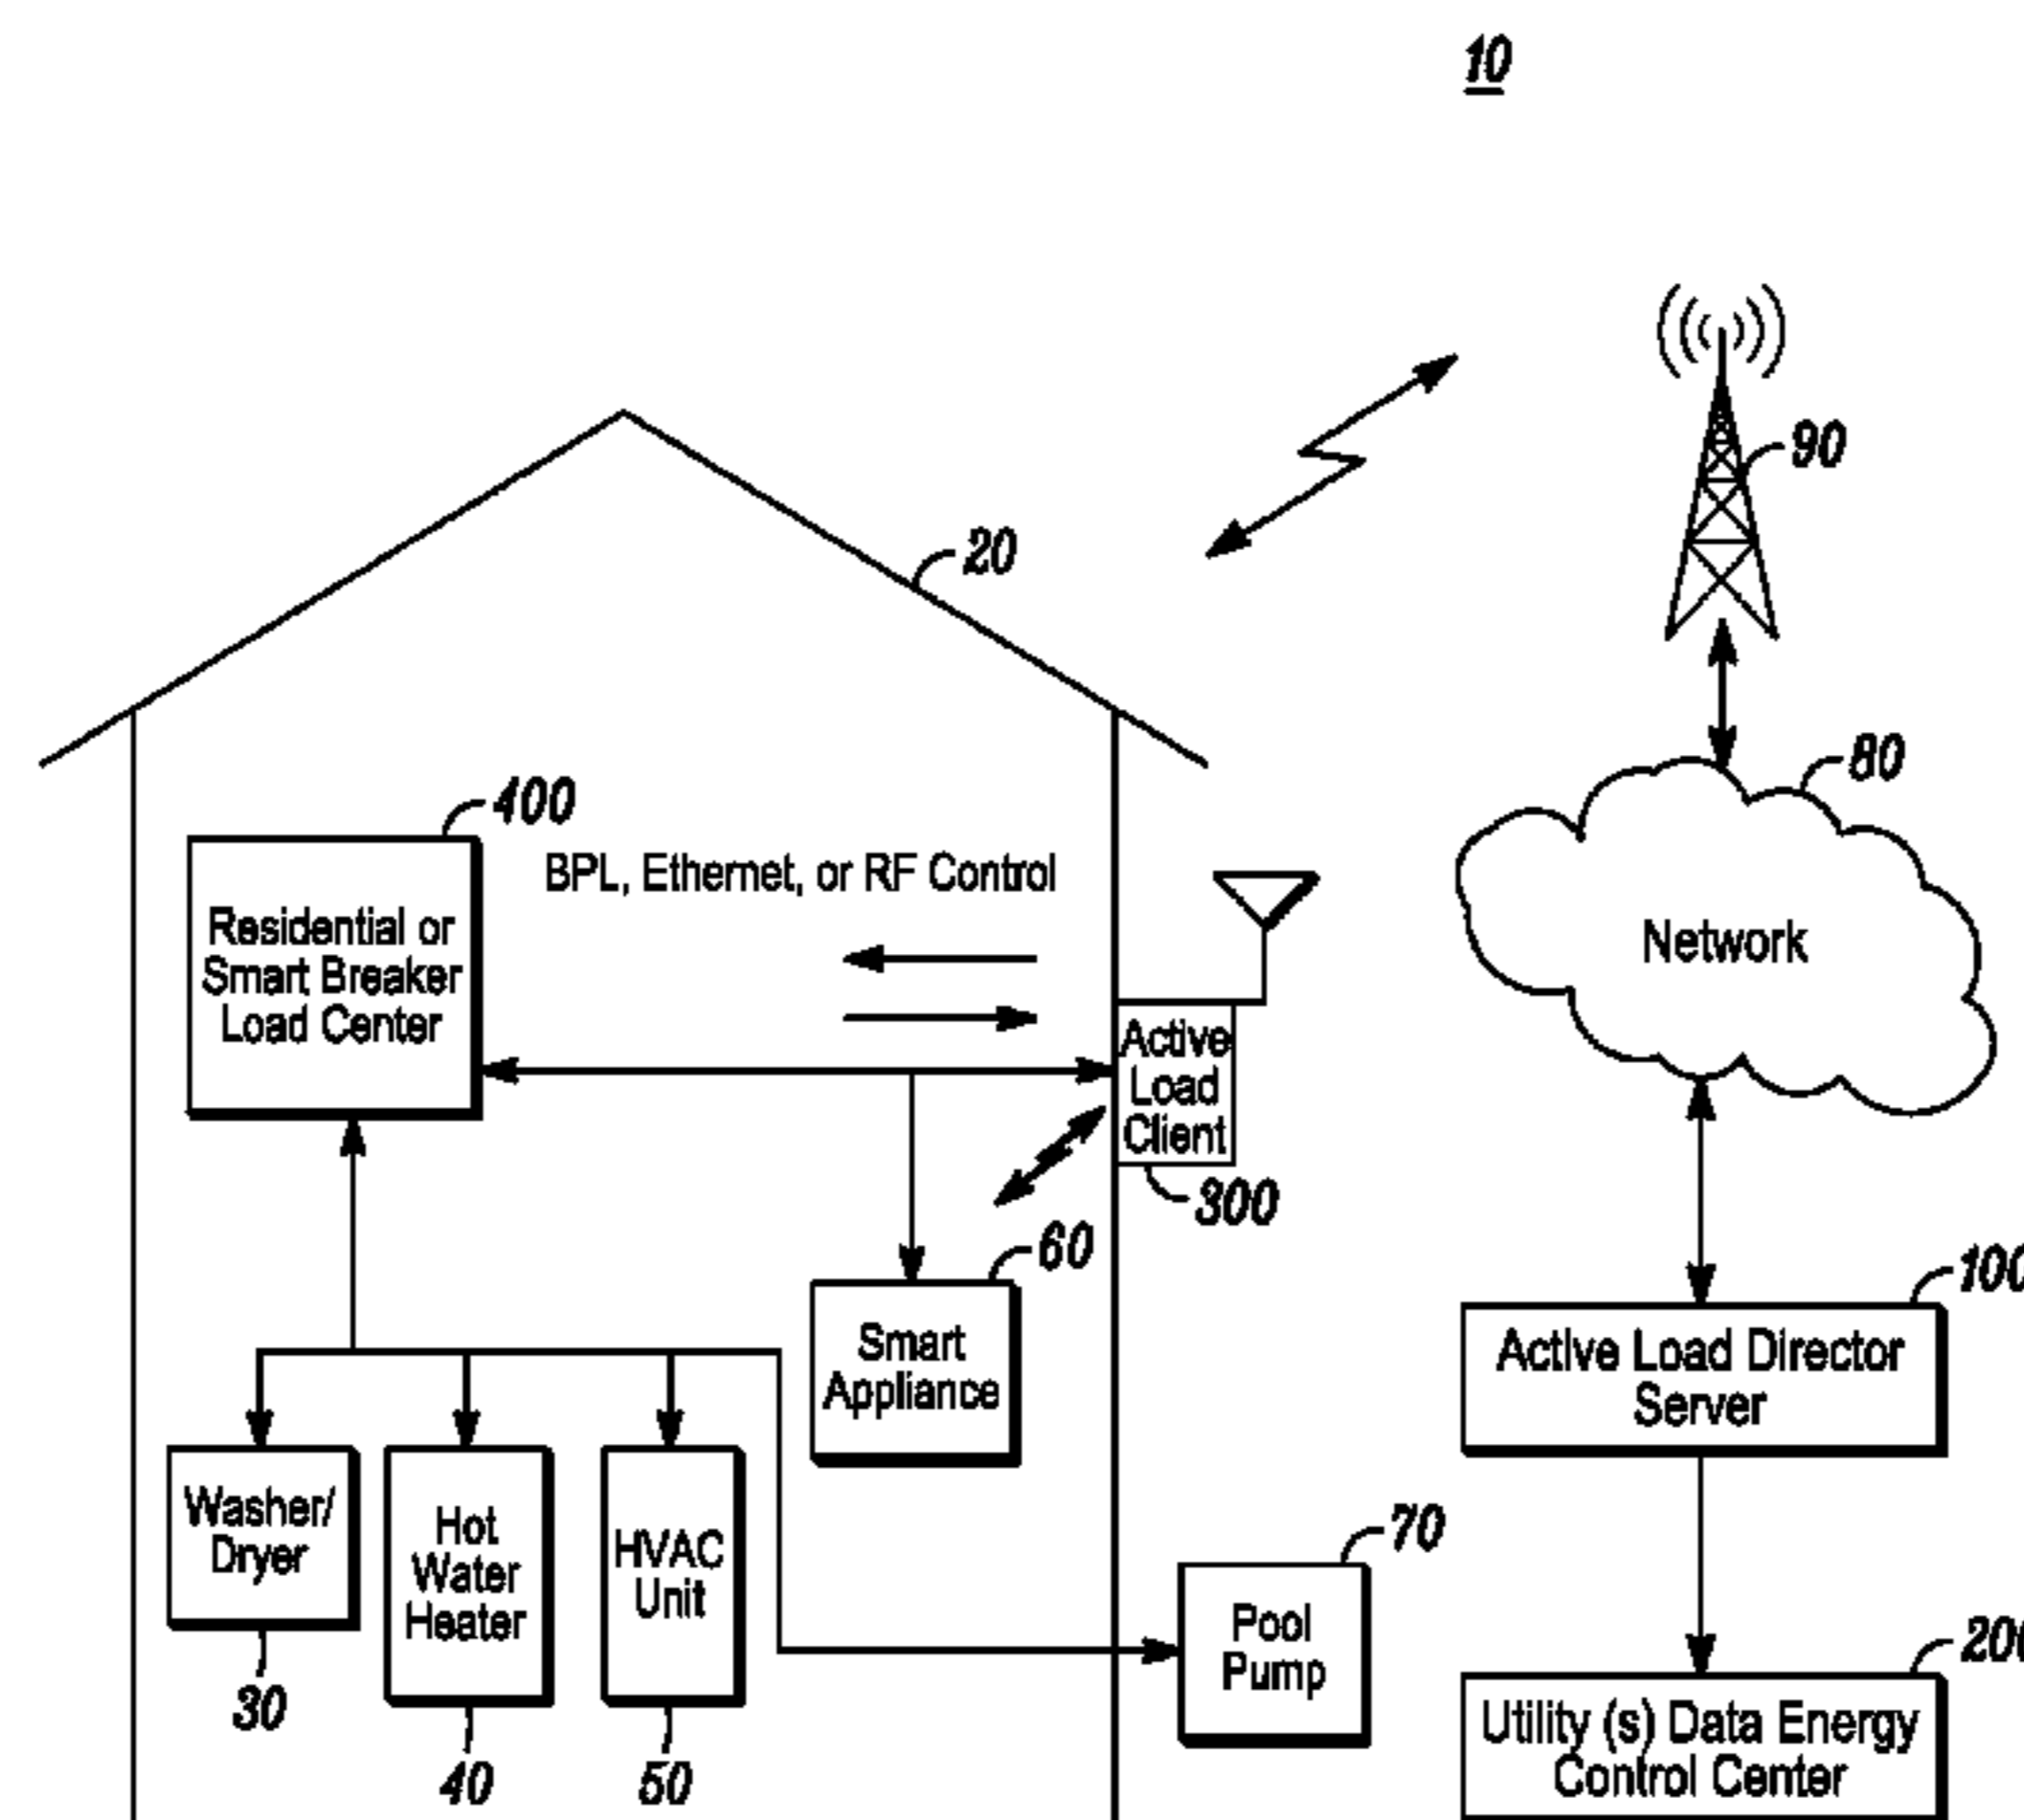 10
90
20
80
400
BPL, Ethernet, or RF Control
Residential or
Smart Breaker
Load Center
Network
Active
Load
Client
300
60
100
Smart
Appliance
Active Load Director
Server
Washer/
Dryer
Hot
Water
Heater
HVAC
Unit
70
Pool
Pump
30
40
50
200
Utility (s) Data Energy
Control Center